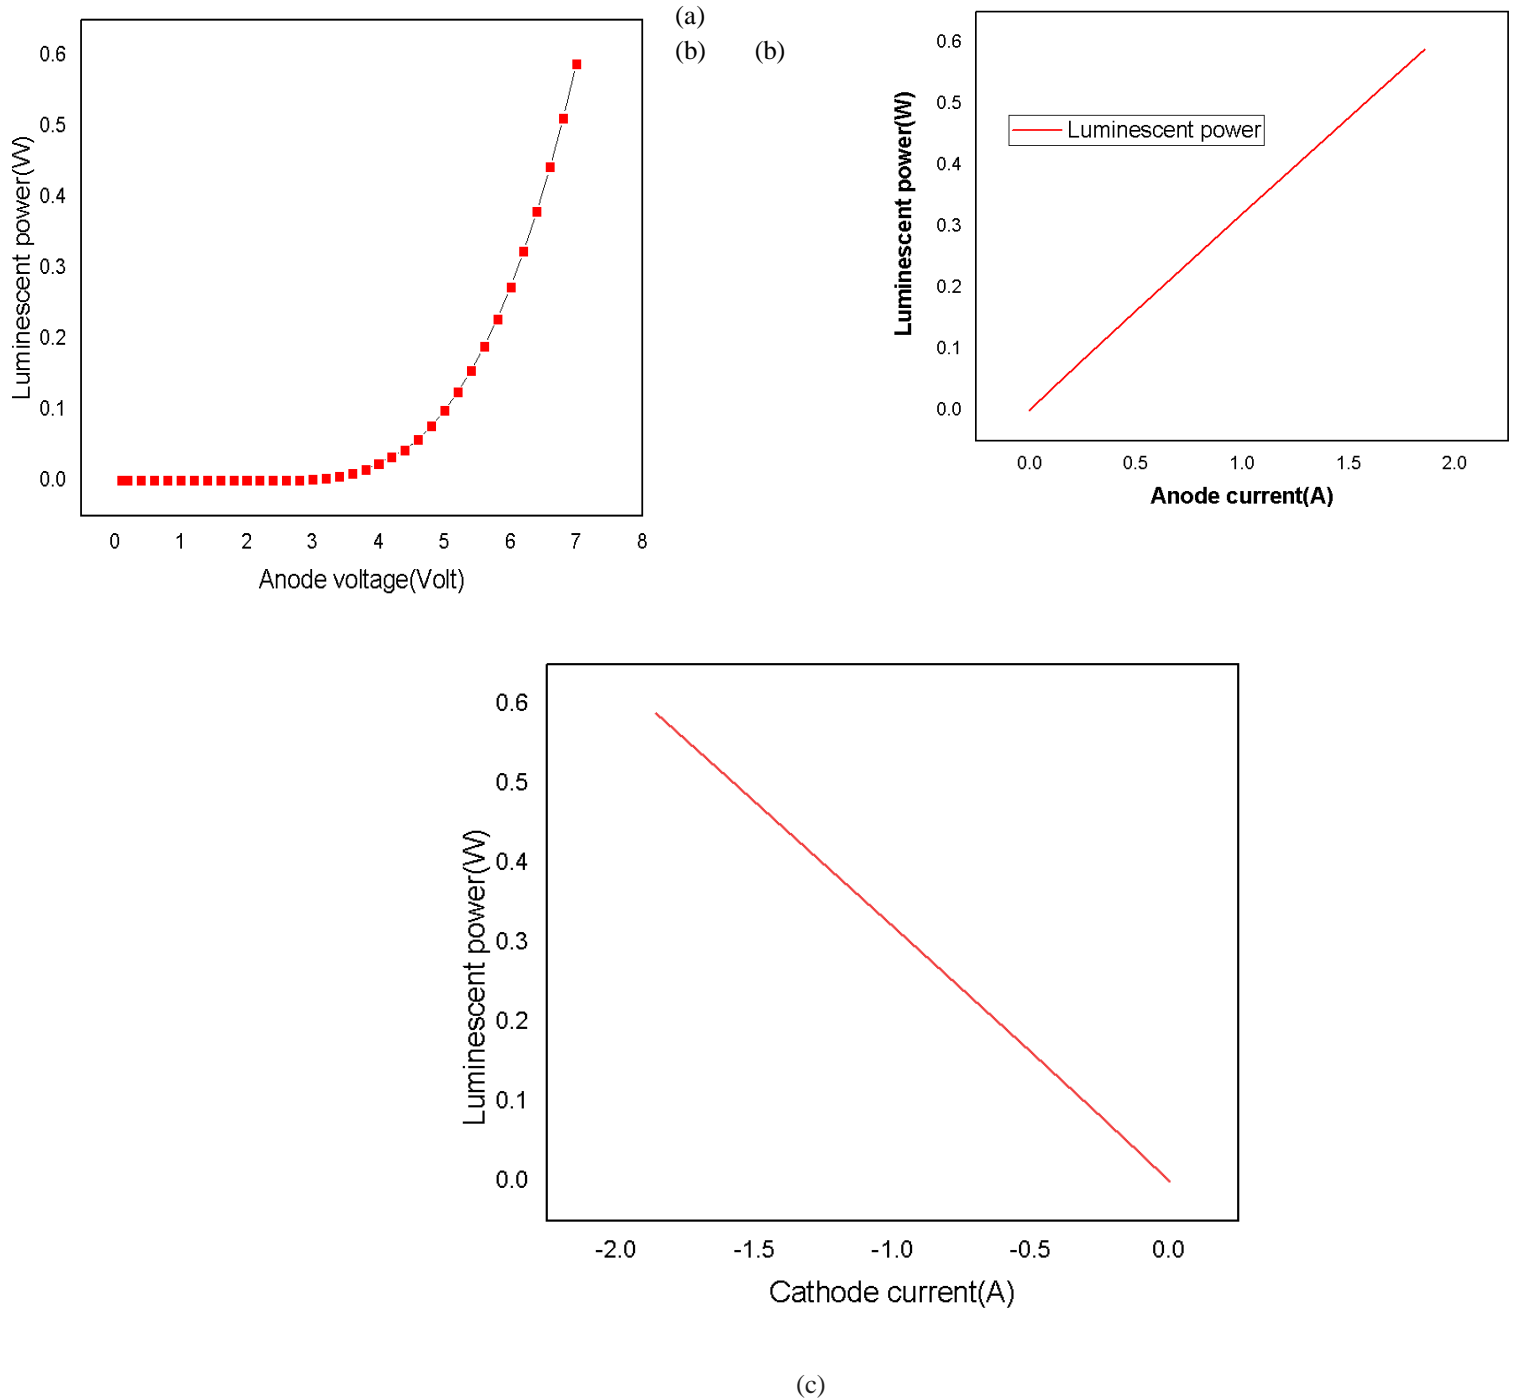 (a)
(b) (b)
0.6
0.5
0.4
0.3
0.2
0.1
0.0
Luminescent power(W)
0 1 2 3 4 5 6 7 8
Anode voltage(Volt)
0.6
0.5
0.4
0.3
0.2
0.1
0.0
Luminescent power(W)
Luminescent power
0.0 0.5 1.0 1.5 2.0
Anode current(A)
0.6
0.5
0.4
0.3
0.2
0.1
0.0
Luminescent power(W)
-2.0 -1.5 -1.0 -0.5 0.0
Cathode current(A)
(c)